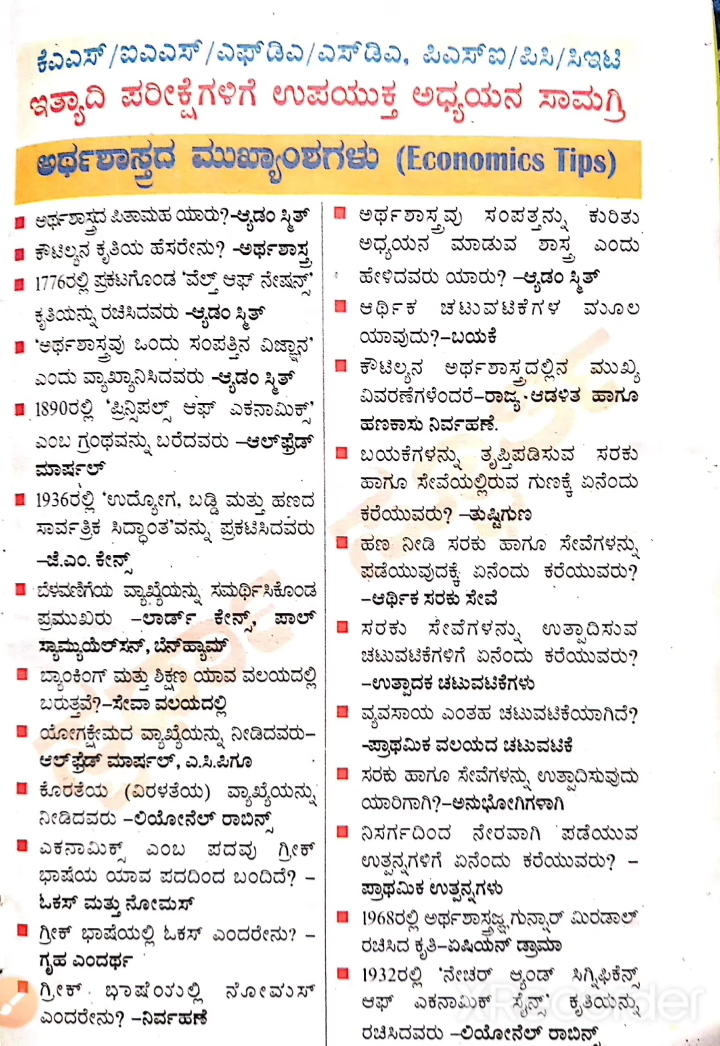 ಕೆಎಎಸ್/ಐಎಎಸ್/ಎಫ್‌ಡಿಎ/ಎಸ್‌ಡಿಎ, ಪಿಎಸ್‌ಐ/ಪಿಸಿ/ಸಿಇಟಿ
ಇತ್ಯಾದಿ ಪರೀಕ್ಷೆಗಳಿಗೆ ಉಪಯುಕ್ತ ಅಧ್ಯಯನ ಸಾಮಗ್ರಿ
ಅರ್ಥಶಾಸ್ತ್ರದ ಮುಖ್ಯಾಂಶಗಳು (Economics Tips)
ಅರ್ಥಶಾಸ್ತ್ರದ ಪಿತಾಮಹ ಯಾರು?-ಆ್ಯಡಂ ಸ್ಮಿತ್
ಕೌಟಿಲ್ಯನ ಕೃತಿಯ ಹೆಸರೇನು? -ಅರ್ಥಶಾಸ್ತ್ರ
1776ರಲ್ಲಿ ಪ್ರಕಟಗೊಂಡ 'ವೆಲ್ತ್ ಆಫ್ ನೇಷನ್ಸ್'
ಕೃತಿಯನ್ನು ರಚಿಸಿದವರು -ಆ್ಯಡಂ ಸ್ಮಿತ್
'ಅರ್ಥಶಾಸ್ತ್ರವು ಒಂದು ಸಂಪತ್ತಿನ ವಿಜ್ಞಾನ'
ಎಂದು ವ್ಯಾಖ್ಯಾನಿಸಿದವರು -ಆ್ಯಡಂ ಸ್ಮಿತ್
1890ರಲ್ಲಿ 'ಪ್ರಿನ್ಸಿಪಲ್ಸ್ ಆಫ್ ಎಕನಾಮಿಕ್ಸ್'
ಎಂಬ ಗ್ರಂಥವನ್ನು ಬರೆದವರು -ಆಲ್‌ಫ್ರೆಡ್
ಮಾರ್ಷಲ್
1936ರಲ್ಲಿ 'ಉದ್ಯೋಗ, ಬಡ್ಡಿ ಮತ್ತು ಹಣದ
ಸಾರ್ವತ್ರಿಕ ಸಿದ್ಧಾಂತ'ವನ್ನು ಪ್ರಕಟಿಸಿದವರು
-ಜೆ.ಎಂ. ಕೇನ್ಸ್
ಬೆಳವಣಿಗೆಯ ವ್ಯಾಖ್ಯೆಯನ್ನು ಸಮರ್ಥಿಸಿಕೊಂಡ
ಪ್ರಮುಖರು -ಲಾರ್ಡ್ ಕೇನ್ಸ್, ಪಾಲ್
ಸ್ಯಾಮ್ಯುಯೆಲ್‌ಸನ್, ಬೆನ್‌ಹ್ಯಾಮ್
ಬ್ಯಾಂಕಿಂಗ್ ಮತ್ತು ಶಿಕ್ಷಣ ಯಾವ ವಲಯದಲ್ಲಿ
ಬರುತ್ತವೆ?-ಸೇವಾ ವಲಯದಲ್ಲಿ
ಯೋಗಕ್ಷೇಮದ ವ್ಯಾಖ್ಯೆಯನ್ನು ನೀಡಿದವರು-
ಆಲ್‌ಫ್ರೆಡ್ ಮಾರ್ಷಲ್, ಎ.ಸಿ.ಪಿಗೂ
ಕೊರತೆಯ (ವಿರಳತೆಯ) ವ್ಯಾಖ್ಯೆಯನ್ನು
ನೀಡಿದವರು -ಲಿಯೋನೆಲ್ ರಾಬಿನ್ಸ್
ಎಕನಾಮಿಕ್ಸ್ ಎಂಬ ಪದವು ಗ್ರೀಕ್
ಭಾಷೆಯ ಯಾವ ಪದದಿಂದ ಬಂದಿದೆ? -
ಓಕಸ್ ಮತ್ತು ನೋಮಸ್
ಗ್ರೀಕ್ ಭಾಷೆಯಲ್ಲಿ ಓಕಸ್ ಎಂದರೇನು? -
ಗೃಹ ಎಂದರ್ಥ
ಗ್ರೀಕ್ ಭಾಷೆಯಲ್ಲಿ ನೋಮಸ್
ಎಂದರೇನು? -ನಿರ್ವಹಣೆ
ಅರ್ಥಶಾಸ್ತ್ರವು ಸಂಪತ್ತನ್ನು ಕುರಿತು
ಅಧ್ಯಯನ ಮಾಡುವ ಶಾಸ್ತ್ರ ಎಂದು
ಹೇಳಿದವರು ಯಾರು? -ಆ್ಯಡಂ ಸ್ಮಿತ್
ಆರ್ಥಿಕ ಚಟುವಟಿಕೆಗಳ ಮೂಲ
ಯಾವುದು?-ಬಯಕೆ
ಕೌಟಿಲ್ಯನ ಅರ್ಥಶಾಸ್ತ್ರದಲ್ಲಿನ ಮುಖ್ಯ
ವಿವರಣೆಗಳೆಂದರೆ-ರಾಜ್ಯ ಆಡಳಿತ ಹಾಗೂ
ಹಣಕಾಸು ನಿರ್ವಹಣೆ.
ಬಯಕೆಗಳನ್ನು ತೃಪ್ತಿಪಡಿಸುವ ಸರಕು
ಹಾಗೂ ಸೇವೆಯಲ್ಲಿರುವ ಗುಣಕ್ಕೆ ಏನೆಂದು
ಕರೆಯುವರು? -ತುಷ್ಟಿಗುಣ
ಹಣ ನೀಡಿ ಸರಕು ಹಾಗೂ ಸೇವೆಗಳನ್ನು
ಪಡೆಯುವುದಕ್ಕೆ ಏನೆಂದು ಕರೆಯುವರು?
-ಆರ್ಥಿಕ ಸರಕು ಸೇವೆ
ಸರಕು ಸೇವೆಗಳನ್ನು ಉತ್ಪಾದಿಸುವ
ಚಟುವಟಿಕೆಗಳಿಗೆ ಏನೆಂದು ಕರೆಯುವರು?
-ಉತ್ಪಾದಕ ಚಟುವಟಿಕೆಗಳು
ವ್ಯವಸಾಯ ಎಂತಹ ಚಟುವಟಿಕೆಯಾಗಿದೆ?
-ಪ್ರಾಥಮಿಕ ವಲಯದ ಚಟುವಟಿಕೆ
ಸರಕು ಹಾಗೂ ಸೇವೆಗಳನ್ನು ಉತ್ಪಾದಿಸುವುದು
ಯಾರಿಗಾಗಿ?-ಅನುಭೋಗಿಗಳಾಗಿ
ನಿಸರ್ಗದಿಂದ ನೇರವಾಗಿ ಪಡೆಯುವ
ಉತ್ಪನ್ನಗಳಿಗೆ ಏನೆಂದು ಕರೆಯುವರು? -
ಪ್ರಾಥಮಿಕ ಉತ್ಪನ್ನಗಳು
1968ರಲ್ಲಿ ಅರ್ಥಶಾಸ್ತ್ರಜ್ಞ ಗುನ್ನಾರ್ ಮಿರಡಾಲ್
ರಚಿಸಿದ ಕೃತಿ-ಏಷಿಯನ್ ಡ್ರಾಮಾ
1932ರಲ್ಲಿ 'ನೇಚರ್ ಆ್ಯಂಡ್ ಸಿಗ್ನಿಫಿಕೆನ್ಸ್
ಆಫ್ ಎಕನಾಮಿಕ್ ಸೈನ್ಸ್' ಕೃತಿಯನ್ನು
ರಚಿಸಿದವರು -ಲಿಯೋನೆಲ್ ರಾಬಿನ್ಸ್
XRecorder